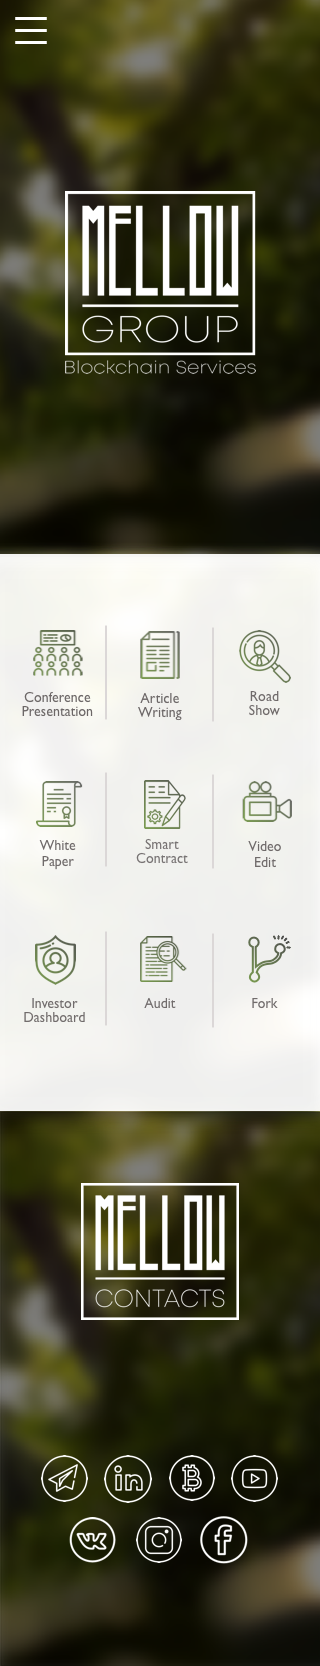 MELLOW
GROUP
Blockchain Services
Conference
Presentation
Article
Writing
Road
Show
White
Paper
Smart
Contract
Video
Edit
Investor
Dashboard
Audit
Fork
MELLOW
CONTACTS